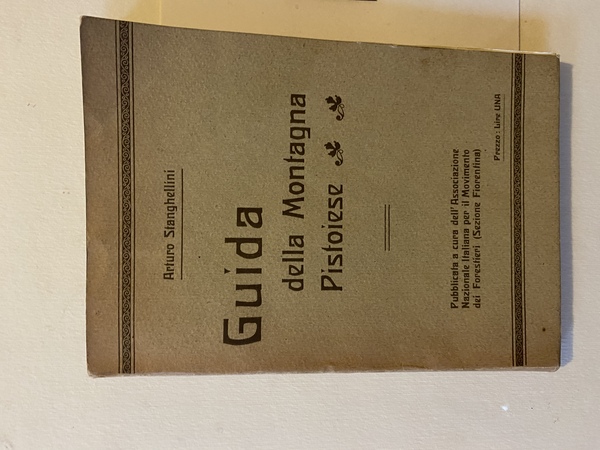 Arturo Stanghellini
Guida
della Montagna
Pistoiese
Pubblicata a cura dell'Associazione
Nazionale Italiana per il Movimento
dei Forestieri (Sezione Fiorentina)
Prezzo: Lire UNA